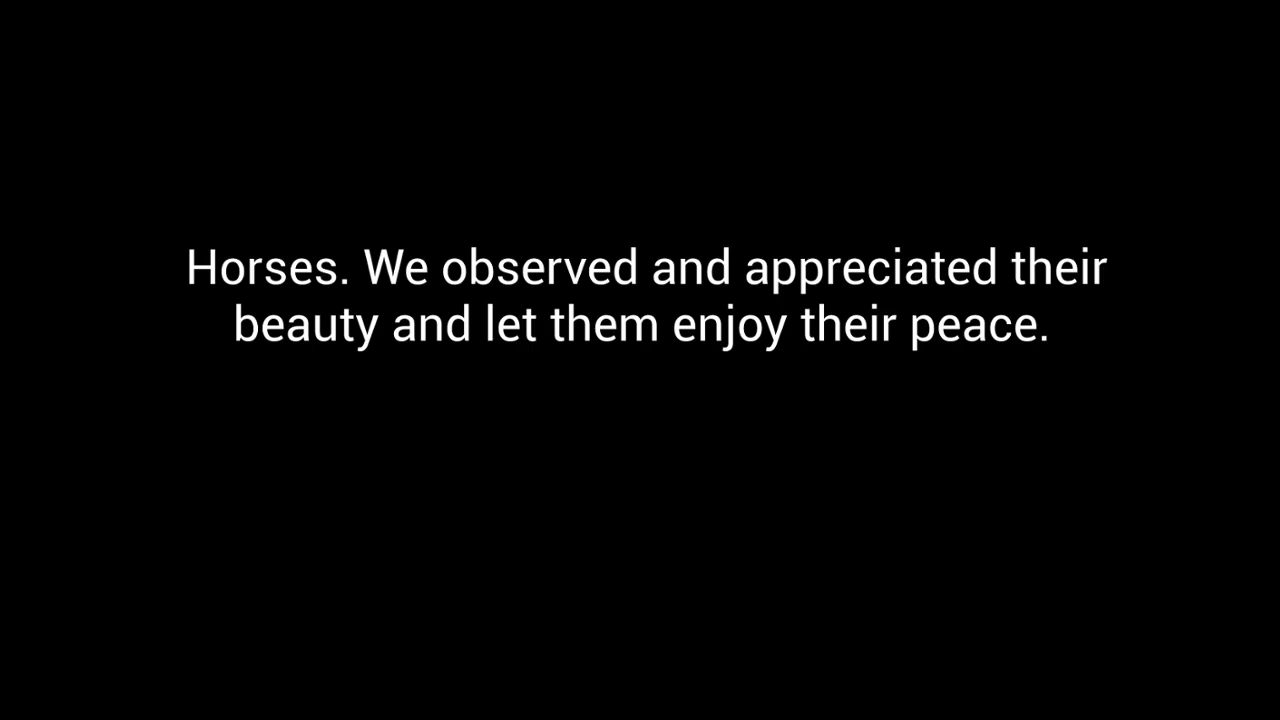 Horses. We observed and appreciated their
beauty and let them enjoy their peace.